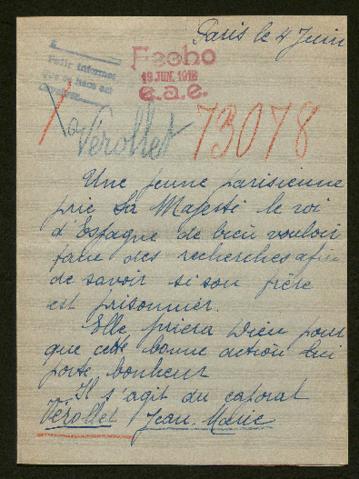 Paris le 4 Juin
Petit informes
Fecho
19 JUN. 1918
e.a.e.
Vérollet 73078
Une jeune parisienne
prie Sa Majesté le roi
d'Espagne de bien vouloir
faire des recherches afin
de savoir si son frère
est prisonnier.
Elle priera Dieu pour
que cette bonne action lui
porte bonheur
Il s'agit du caporal
Vérollet Jean. Marie